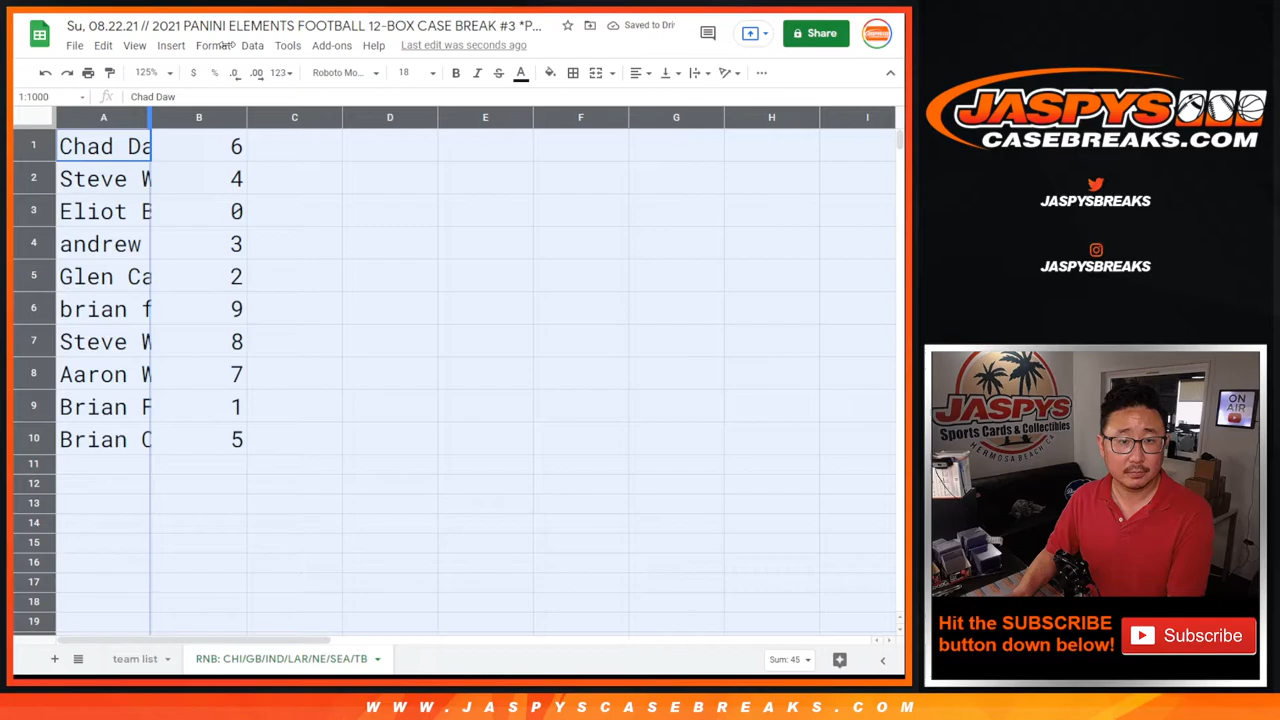 Su, 08.22.21 // 2021 PANINI ELEMENTS FOOTBALL 12-BOX CASE BREAK #3 *P...
Saved to Dri
File Edit View Insert Format Data Tools Add-ons Help Last edit was seconds ago
Share
125% $ % .0 .00 123 Roboto Mo... 18 B I S A
1:1000 fx Chad Daw
A B C D E F G H I
1 Chad Da 6
2 Steve W 4
3 Eliot B 0
4 andrew 3
5 Glen Ca 2
6 brian f 9
7 Steve W 8
8 Aaron W 7
9 Brian F 1
10 Brian C 5
11
12
13
14
15
16
17
18
19
team list RNB: CHI/GB/IND/LAR/NE/SEA/TB Sum: 45
JASPYS
CASEBREAKS.COM
JASPYSBREAKS
JASPYSBREAKS
JASPYS
Sports Cards & Collectibles
HERMOSA BEACH, CA
ON AIR
Hit the SUBSCRIBE
button down below!
Subscribe
WWW.JASPYSCASEBREAKS.COM